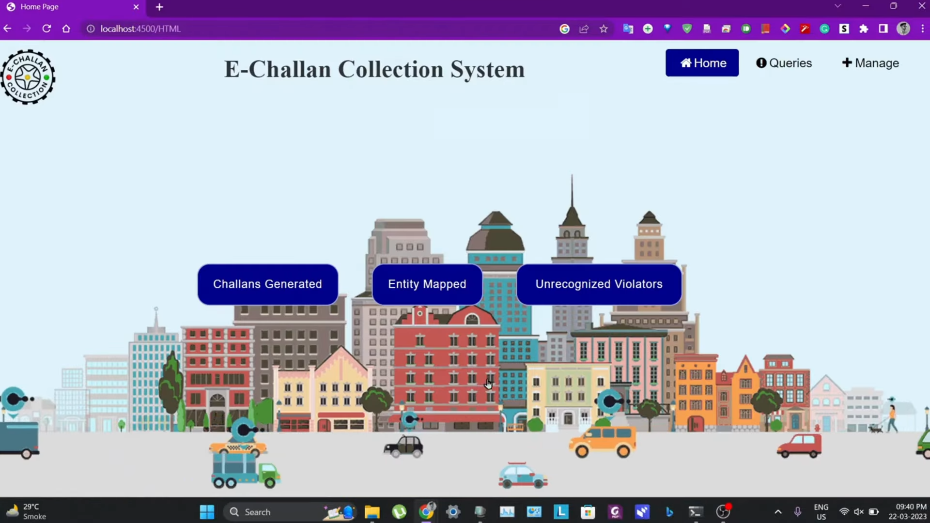 Home Page
localhost:4500/HTML
E-CHALLAN
COLLECTION
E-Challan Collection System
Home
Queries
Manage
Challans Generated
Entity Mapped
Unrecognized Violators
29°C
Smoke
Search
ENG
US
09:40 PM
22-03-2023